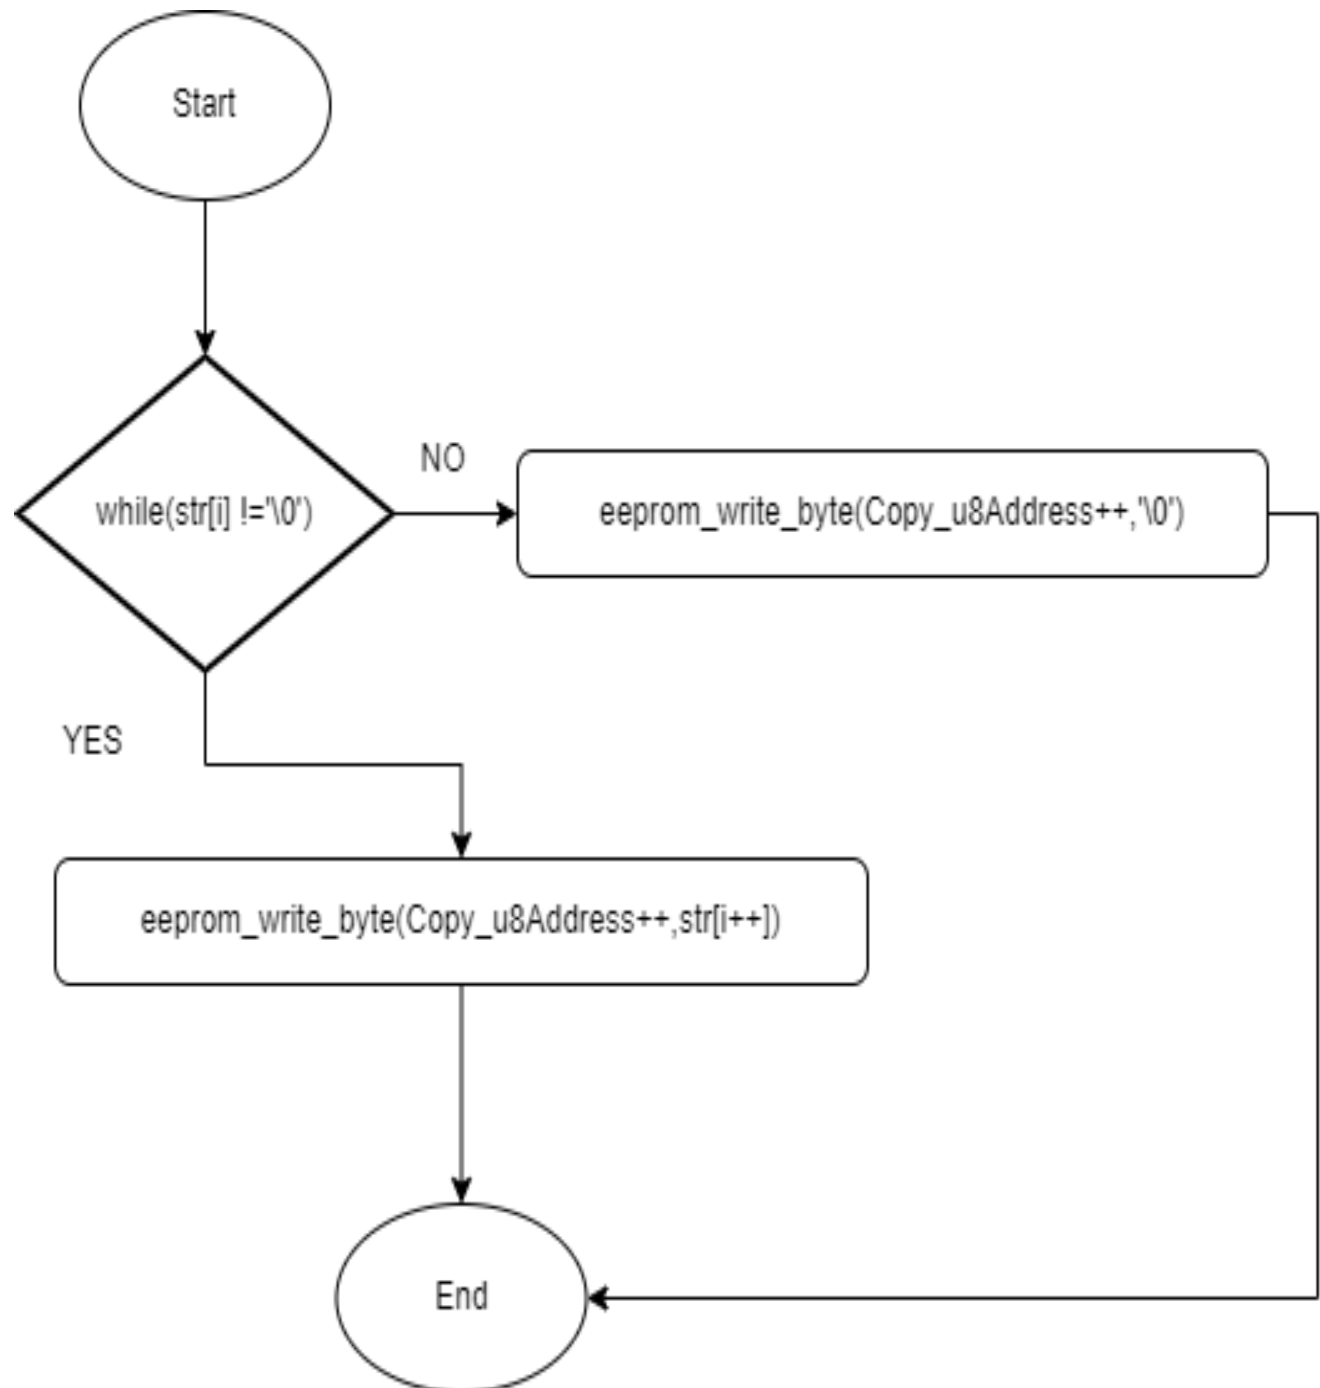 Start
while(str[i] !='\0')
NO
eeprom_write_byte(Copy_u8Address++,'\0')
YES
eeprom_write_byte(Copy_u8Address++,str[i++])
End